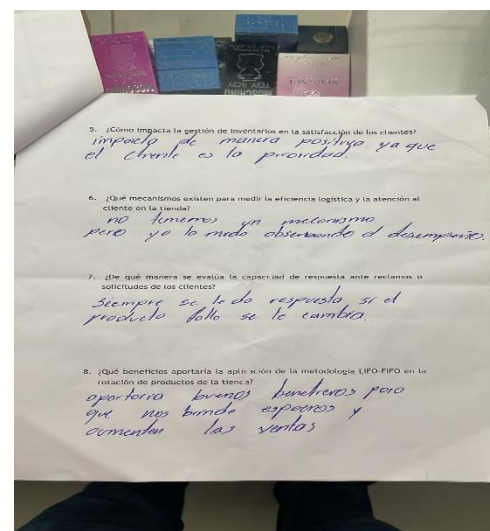 MOSCHINO
TOY BOY
5. ¿Cómo impacta la gestión de inventarios en la satisfacción de los clientes?
impacta de manera positiva ya que
el cliente es la prioridad.
6. ¿Qué mecanismos existen para medir la eficiencia logística y la atención al
cliente en la tienda?
no tenemos un mecanismo
pero yo lo mido observando el desempeño.
7. ¿De qué manera se evalúa la capacidad de respuesta ante reclamos o
solicitudes de los clientes?
Siempre se le da respuesta si el
producto falla se le cambia.
8. ¿Qué beneficios aportaría la aplicación de la metodología LIFO-FIFO en la
rotación de productos de la tienda?
aportaria buenos beneficios para
que nos brinde espacios y
aumenten las ventas